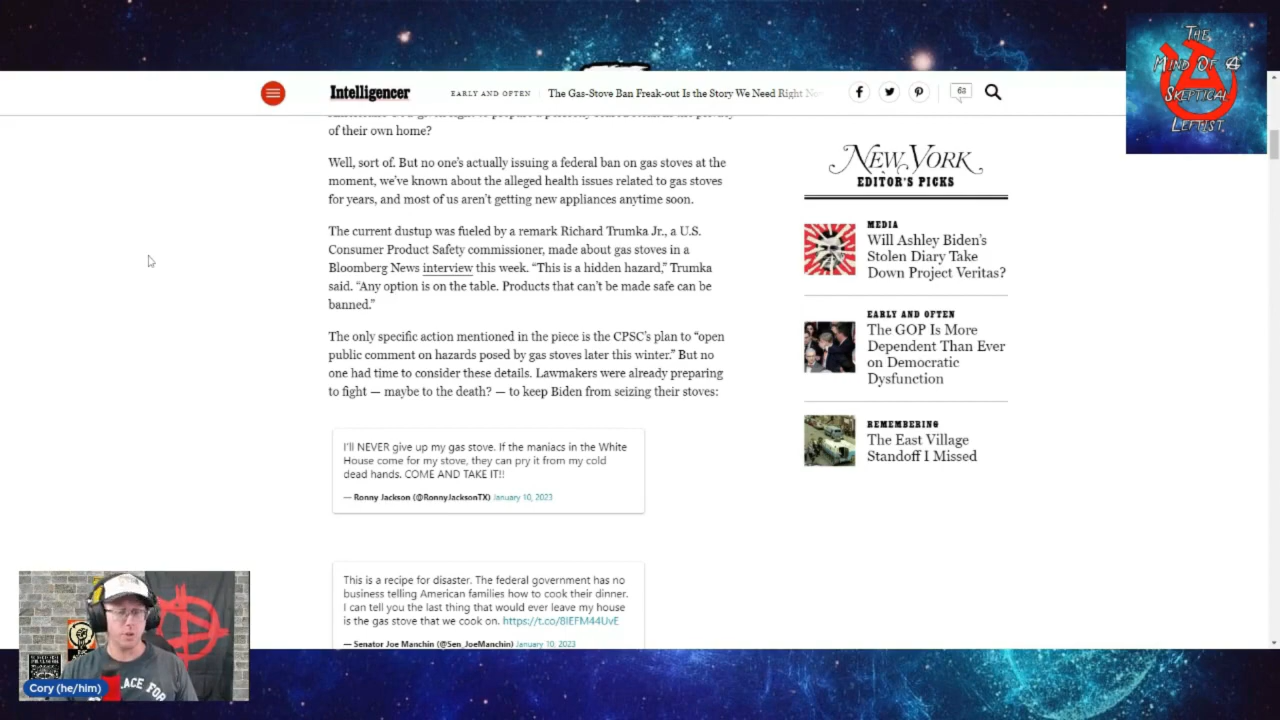 THE
MIND OF A
SKEPTICAL
LEFTIST
Intelligencer
EARLY AND OFTEN
The Gas-Stove Ban Freak-out Is the Story We Need Right Now
68
of their own home?
Well, sort of. But no one's actually issuing a federal ban on gas stoves at the
moment, we've known about the alleged health issues related to gas stoves
for years, and most of us aren't getting new appliances anytime soon.
The current dustup was fueled by a remark Richard Trumka Jr., a U.S.
Consumer Product Safety commissioner, made about gas stoves in a
Bloomberg News interview this week. “This is a hidden hazard,” Trumka
said. “Any option is on the table. Products that can't be made safe can be
banned.”
The only specific action mentioned in the piece is the CPSC's plan to “open
public comment on hazards posed by gas stoves later this winter.” But no
one had time to consider these details. Lawmakers were already preparing
to fight — maybe to the death? — to keep Biden from seizing their stoves:
I'll NEVER give up my gas stove. If the maniacs in the White
House come for my stove, they can pry it from my cold
dead hands. COME AND TAKE IT!!
— Ronny Jackson (@RonnyJacksonTX) January 10, 2023
This is a recipe for disaster. The federal government has no
business telling American families how to cook their dinner.
I can tell you the last thing that would ever leave my house
is the gas stove that we cook on. https://t.co/8IEFM44UvE
— Senator Joe Manchin (@Sen_JoeManchin) January 10, 2023
NEW YORK
EDITOR'S PICKS
MEDIA
Will Ashley Biden's
Stolen Diary Take
Down Project Veritas?
EARLY AND OFTEN
The GOP Is More
Dependent Than Ever
on Democratic
Dysfunction
REMEMBERING
The East Village
Standoff I Missed
ACE FOR
Cory (he/him)